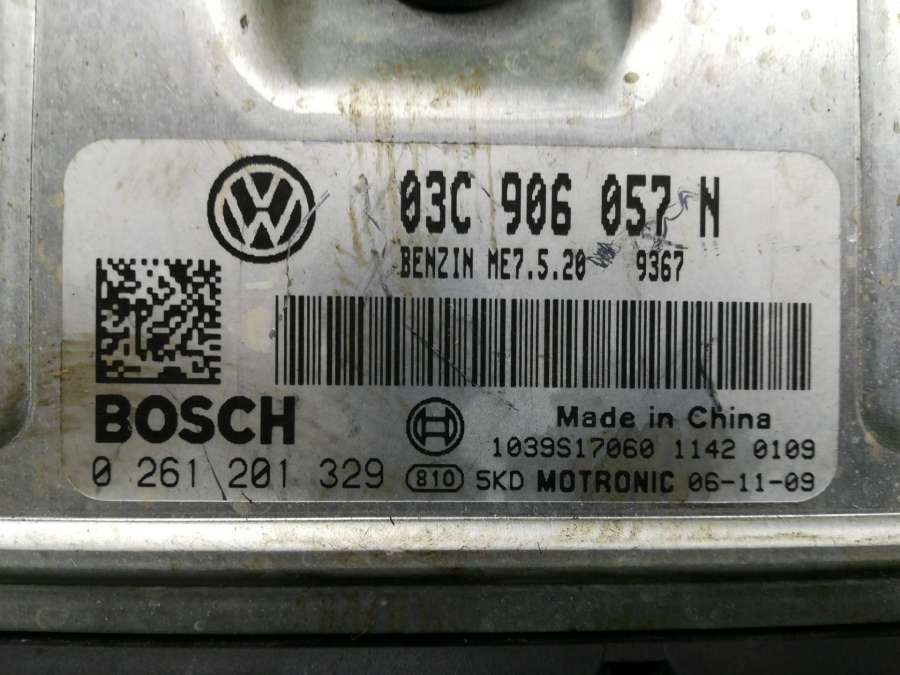 03C 906 057 N
BENZIN ME7.5.20 9367
BOSCH
Made in China
1039S17060 1142 0109
0 261 201 329 810 5KD MOTRONIC 06-11-09